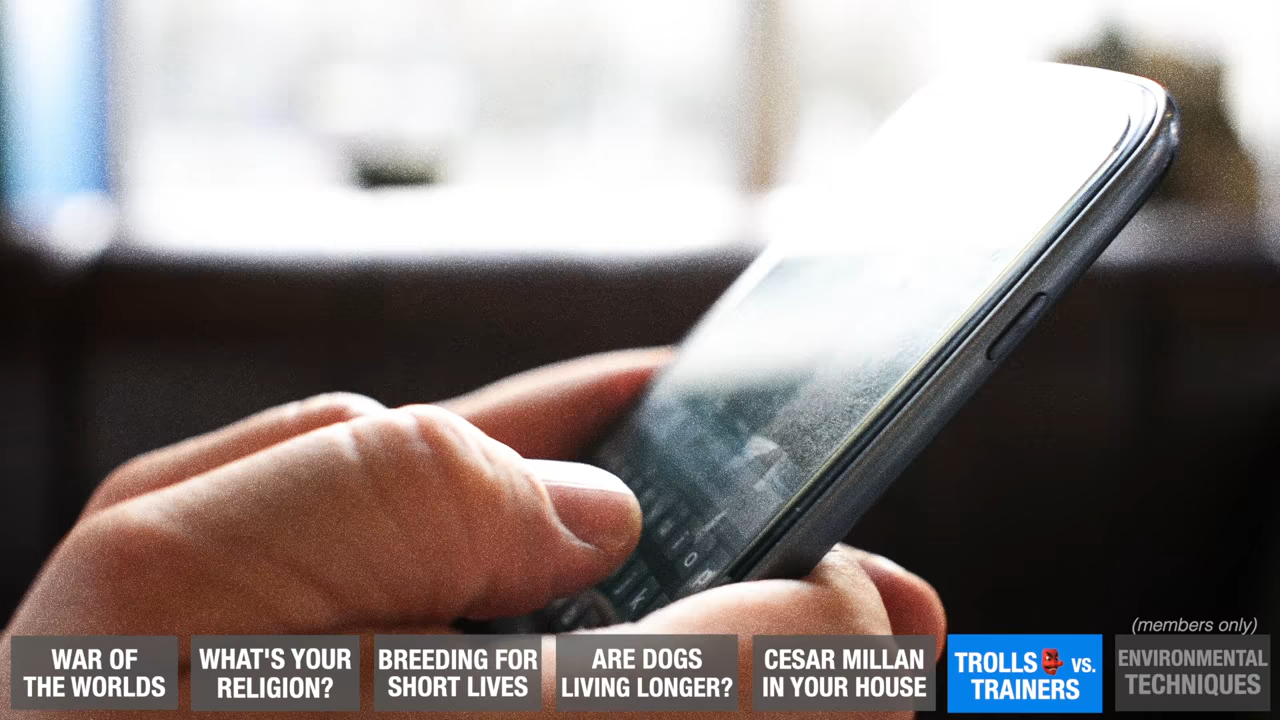 WAR OF
THE WORLDS
WHAT'S YOUR
RELIGION?
BREEDING FOR
SHORT LIVES
ARE DOGS
LIVING LONGER?
CESAR MILLAN
IN YOUR HOUSE
TROLLS 👺 vs.
TRAINERS
(members only)
ENVIRONMENTAL
TECHNIQUES
i o p
j k